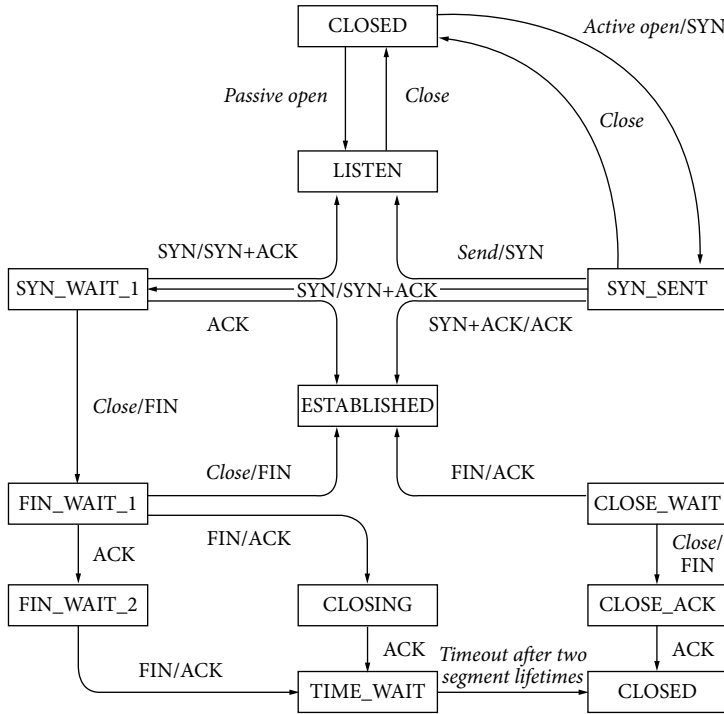 CLOSED
Active open/SYN
Passive open
Close
Close
LISTEN
SYN/SYN+ACK
Send/SYN
SYN_WAIT_1
SYN/SYN+ACK
SYN_SENT
ACK
SYN+ACK/ACK
Close/FIN
ESTABLISHED
Close/FIN
FIN/ACK
FIN_WAIT_1
CLOSE_WAIT
ACK
FIN/ACK
Close/
FIN
FIN_WAIT_2
CLOSING
CLOSE_ACK
FIN/ACK
ACK
Timeout after two
segment lifetimes
ACK
TIME_WAIT
CLOSED